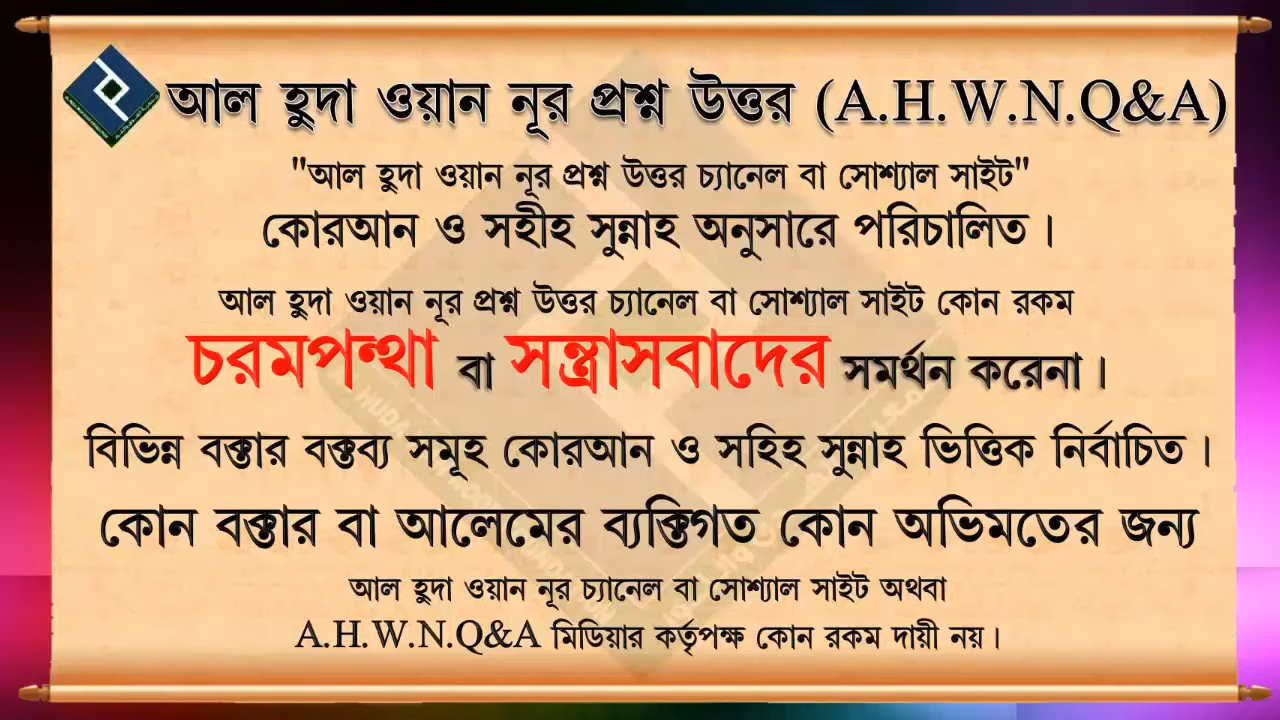 আল হুদা ওয়ান নূর প্রশ্ন উত্তর (A.H.W.N.Q&A)
"আল হুদা ওয়ান নূর প্রশ্ন উত্তর চ্যানেল বা সোশ্যাল সাইট"
কোরআন ও সহীহ সুন্নাহ অনুসারে পরিচালিত।
আল হুদা ওয়ান নূর প্রশ্ন উত্তর চ্যানেল বা সোশ্যাল সাইট কোন রকম
চরমপন্থা বা সন্ত্রাসবাদের সমর্থন করেনা।
বিভিন্ন বক্তার বক্তব্য সমূহ কোরআন ও সহিহ সুন্নাহ ভিত্তিক নির্বাচিত।
কোন বক্তার বা আলেমের ব্যক্তিগত কোন অভিমতের জন্য
আল হুদা ওয়ান নূর চ্যানেল বা সোশ্যাল সাইট অথবা
A.H.W.N.Q&A মিডিয়ার কর্তৃপক্ষ কোন রকম দায়ী নয়।